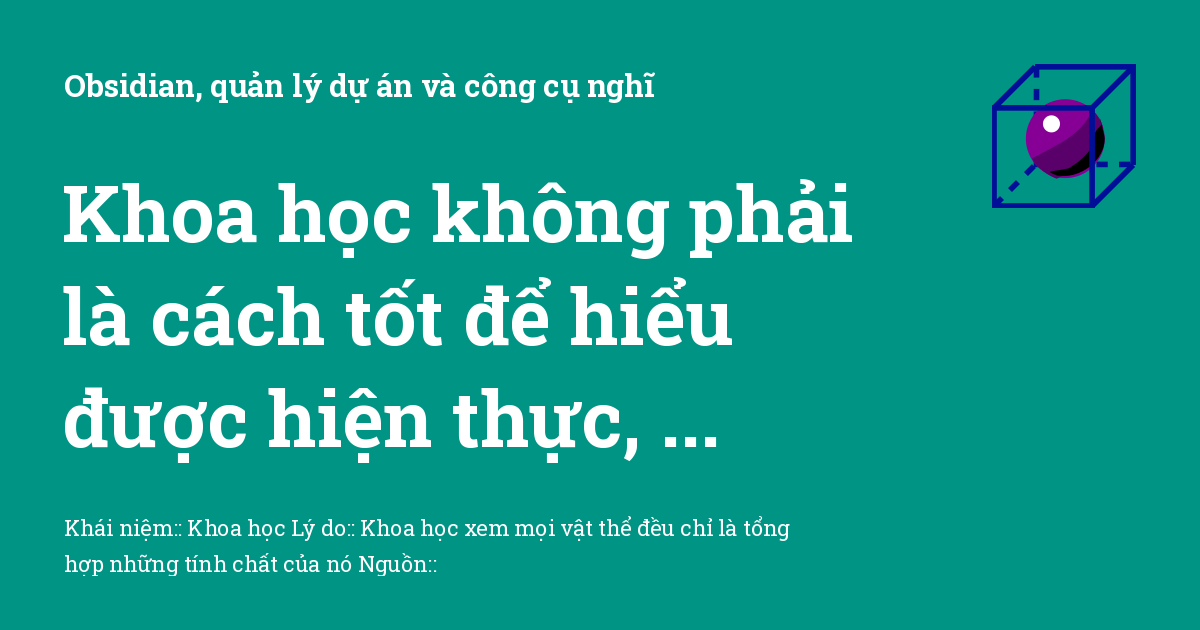 Obsidian, quản lý dự án và công cụ nghĩ
Khoa học không phải
là cách tốt để hiểu
được hiện thực, ...
Khái niệm:: Khoa học Lý do:: Khoa học xem mọi vật thể đều chỉ là tổng
hợp những tính chất của nó Nguồn::